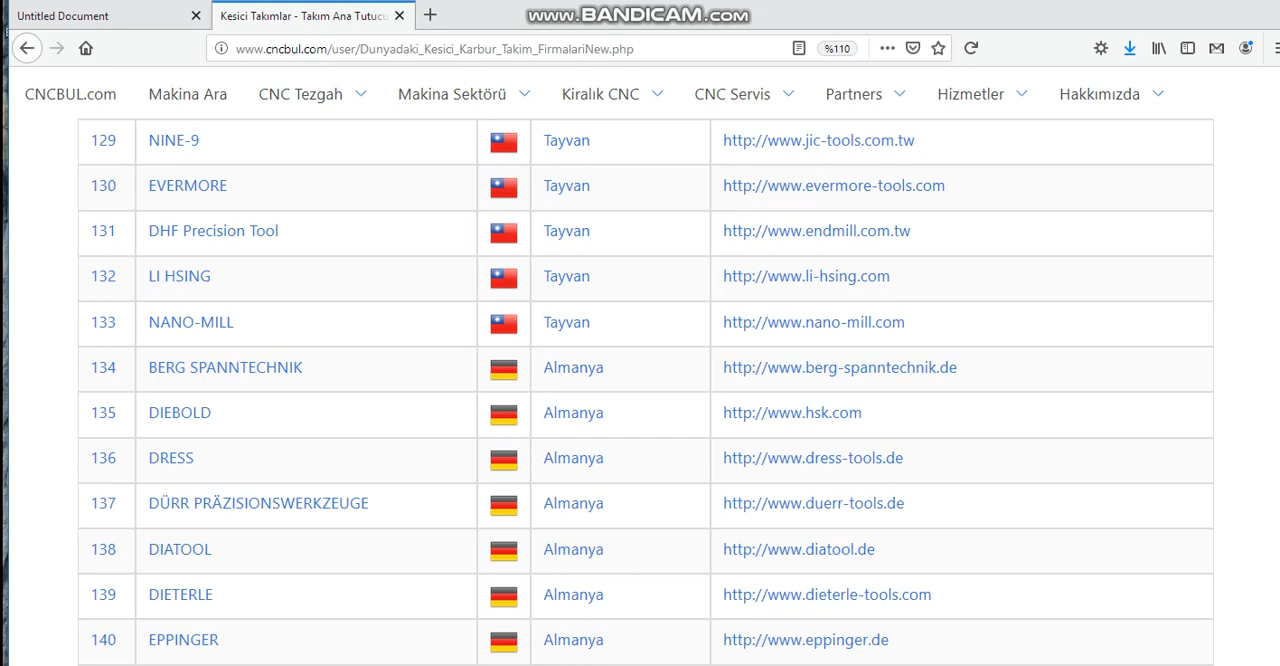 www.BANDICAM.com
Untitled Document
Kesici Takımlar - Takım Ana Tutucu
www.cncbul.com/user/Dunyadaki_Kesici_Karbur_Takim_FirmalariNew.php
%110
CNCBUL.com Makina Ara CNC Tezgah Makina Sektörü Kiralık CNC CNC Servis Partners Hizmetler Hakkımızda
129 NINE-9 Tayvan http://www.jic-tools.com.tw
130 EVERMORE Tayvan http://www.evermore-tools.com
131 DHF Precision Tool Tayvan http://www.endmill.com.tw
132 LI HSING Tayvan http://www.li-hsing.com
133 NANO-MILL Tayvan http://www.nano-mill.com
134 BERG SPANNTECHNIK Almanya http://www.berg-spanntechnik.de
135 DIEBOLD Almanya http://www.hsk.com
136 DRESS Almanya http://www.dress-tools.de
137 DÜRR PRÄZISIONSWERKZEUGE Almanya http://www.duerr-tools.de
138 DIATOOL Almanya http://www.diatool.de
139 DIETERLE Almanya http://www.dieterle-tools.com
140 EPPINGER Almanya http://www.eppinger.de